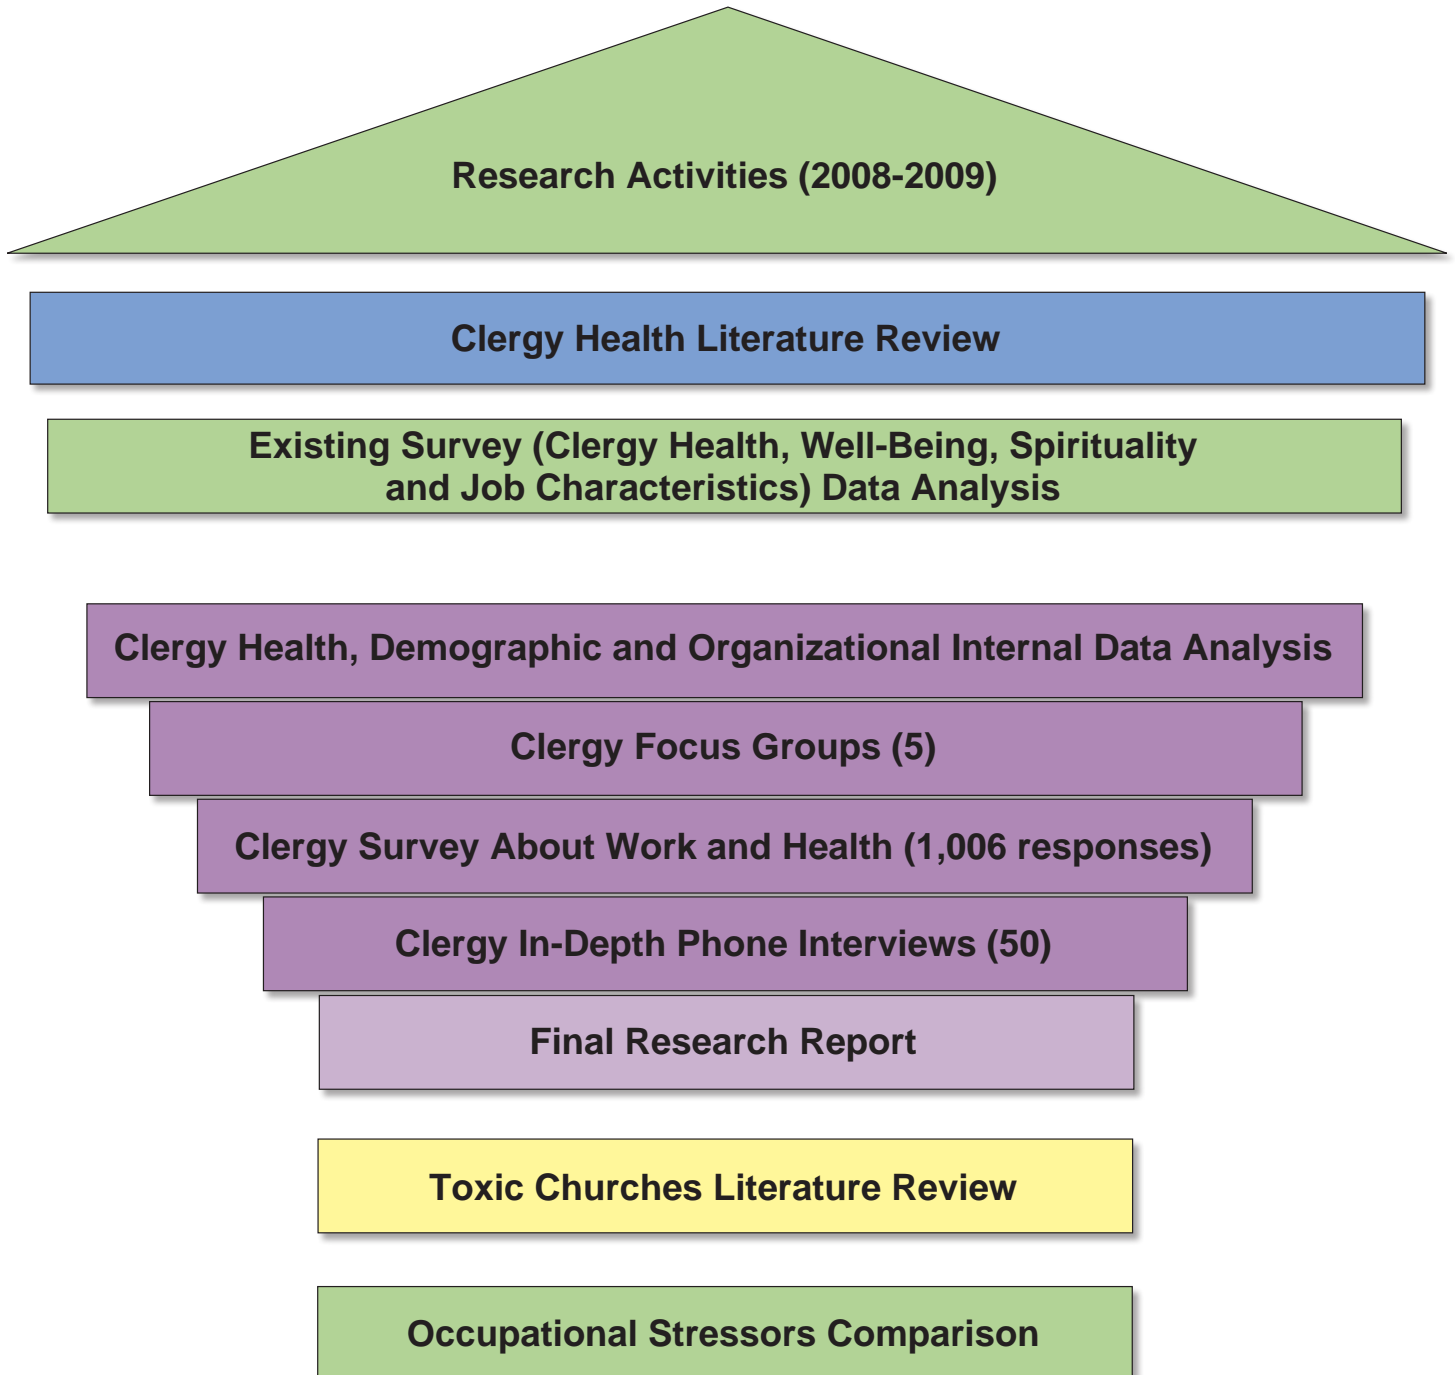 Research Activities (2008-2009)
Clergy Health Literature Review
Existing Survey (Clergy Health, Well-Being, Spirituality
and Job Characteristics) Data Analysis
Clergy Health, Demographic and Organizational Internal Data Analysis
Clergy Focus Groups (5)
Clergy Survey About Work and Health (1,006 responses)
Clergy In-Depth Phone Interviews (50)
Final Research Report
Toxic Churches Literature Review
Occupational Stressors Comparison